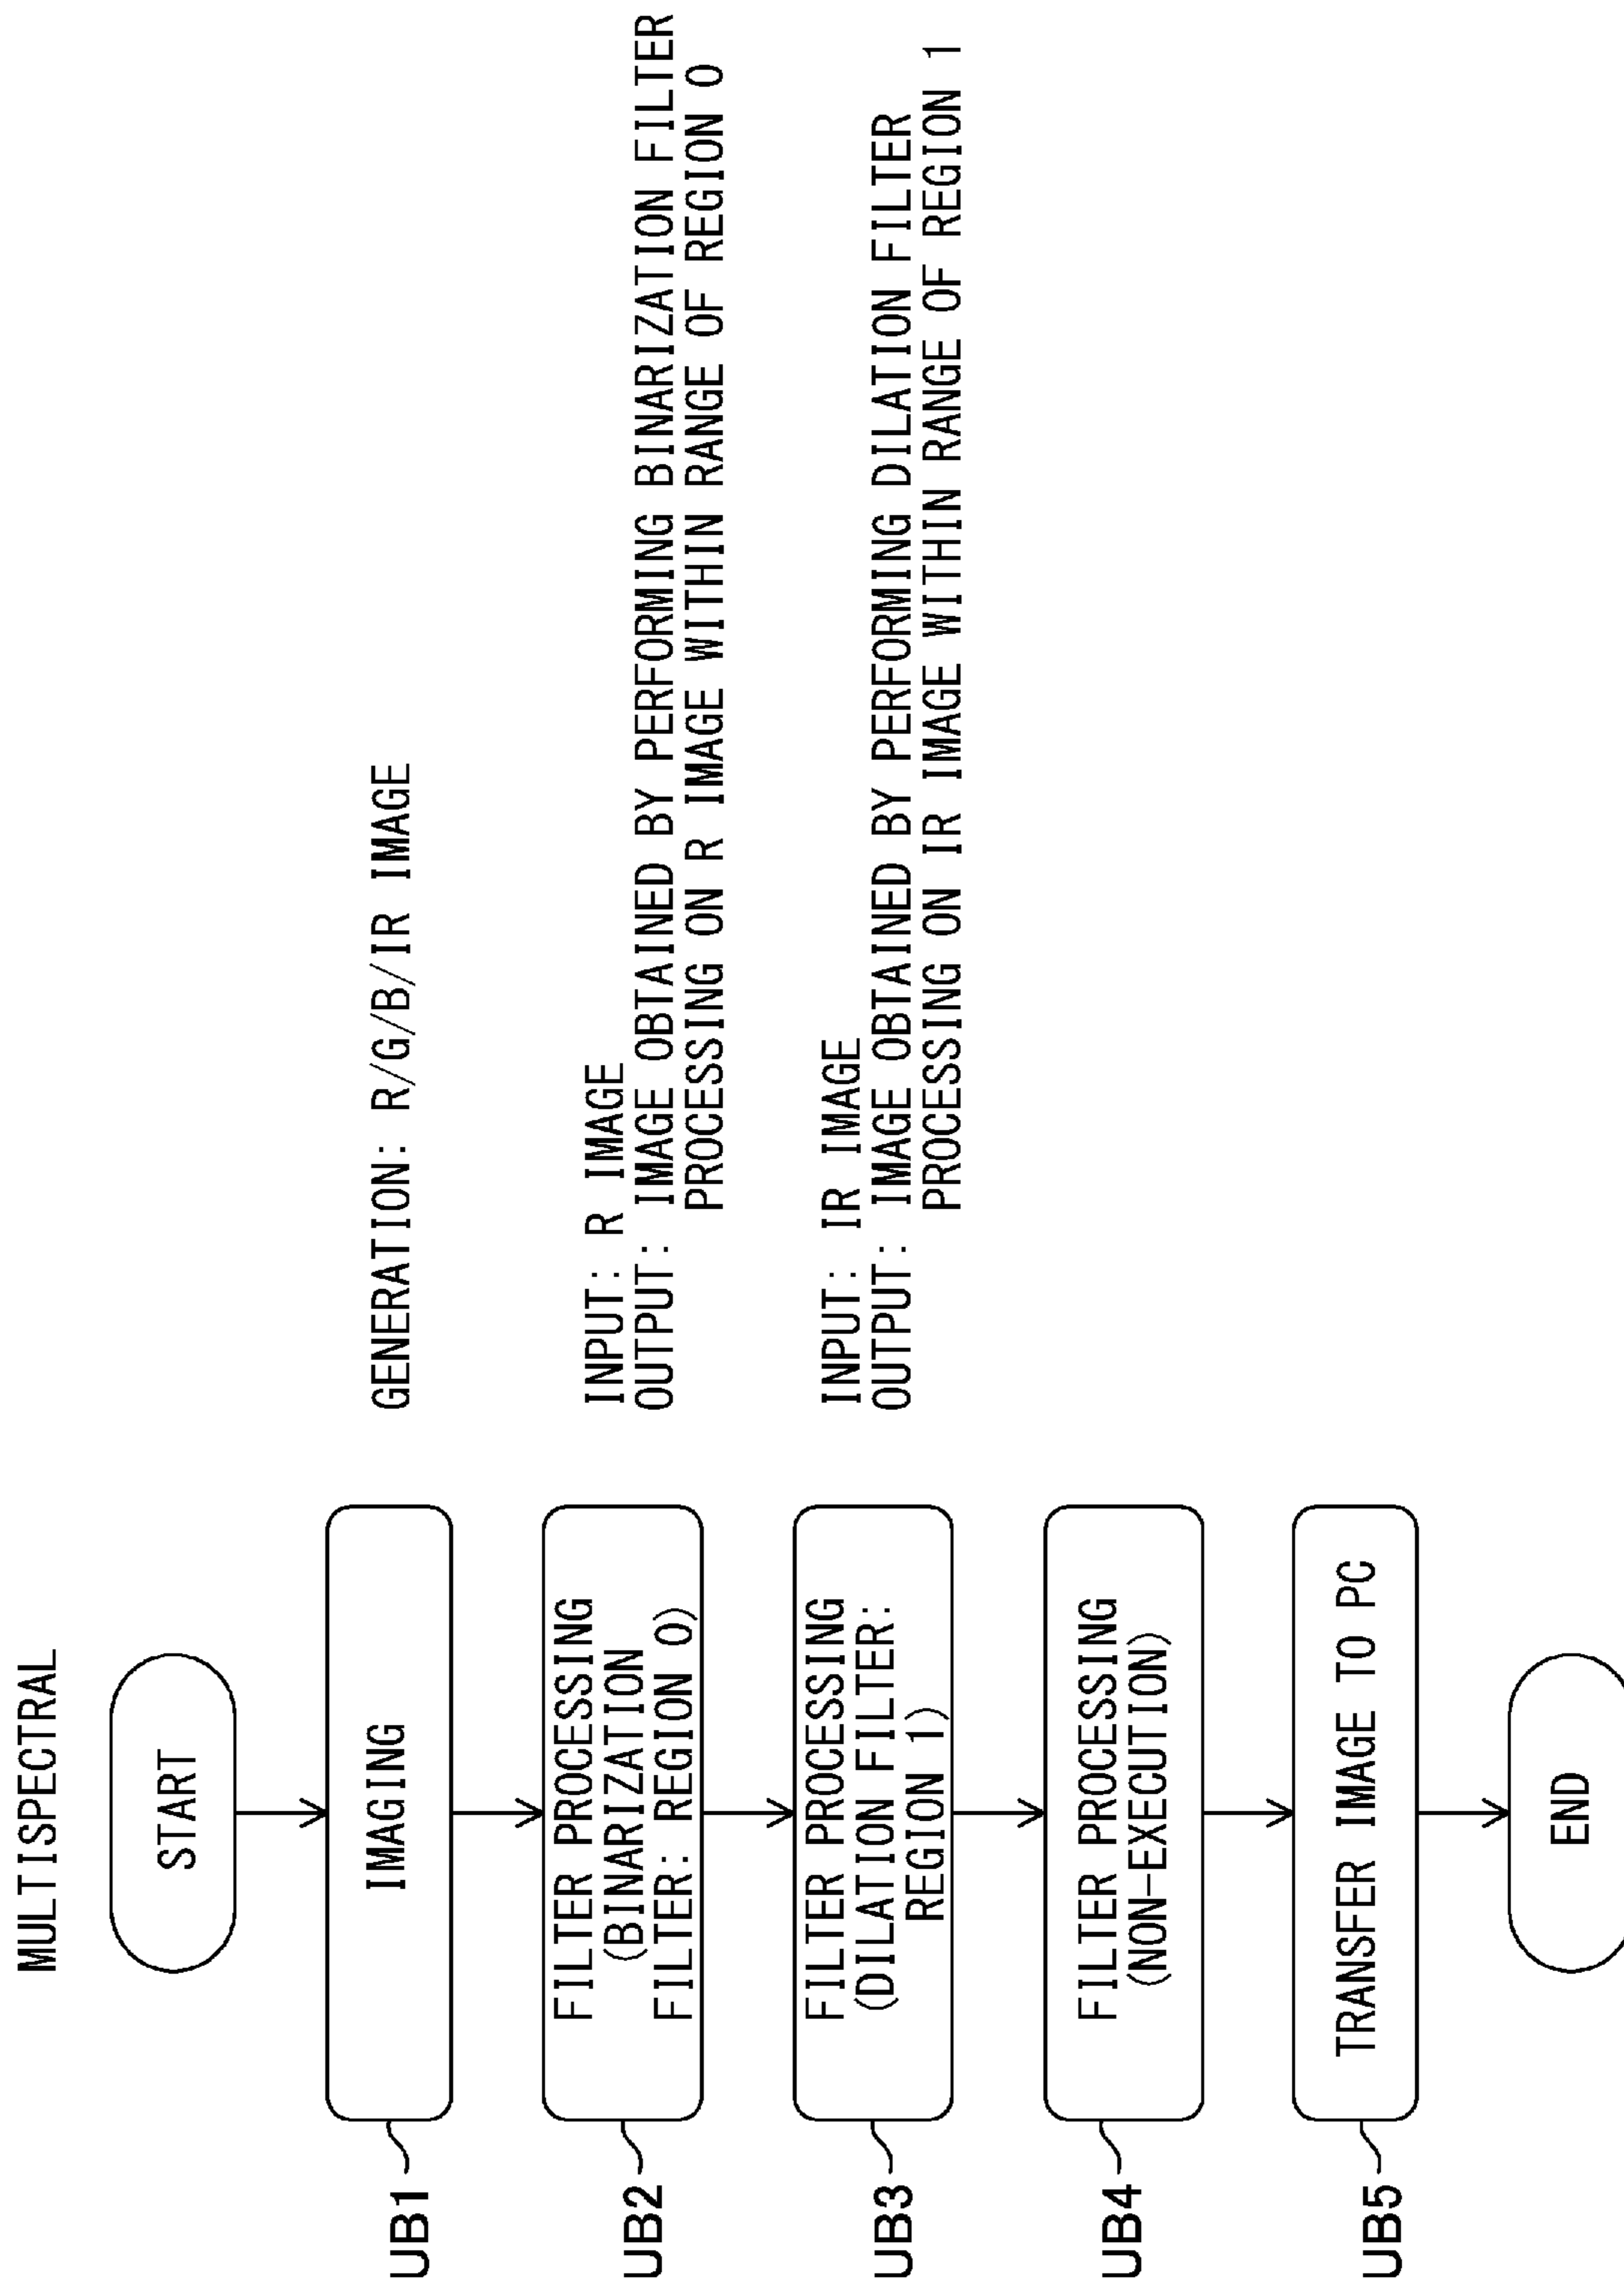 MULTISPECTRAL
START
UB1
IMAGING
GENERATION: R/G/B/IR IMAGE
UB2
FILTER PROCESSING
(BINARIZATION
FILTER: REGION 0)
INPUT: R IMAGE
OUTPUT: IMAGE OBTAINED BY PERFORMING BINARIZATION FILTER
PROCESSING ON R IMAGE WITHIN RANGE OF REGION 0
UB3
FILTER PROCESSING
(DILATION FILTER:
REGION 1)
INPUT: IR IMAGE
OUTPUT: IMAGE OBTAINED BY PERFORMING DILATION FILTER
PROCESSING ON IR IMAGE WITHIN RANGE OF REGION 1
UB4
FILTER PROCESSING
(NON-EXECUTION)
UB5
TRANSFER IMAGE TO PC
END